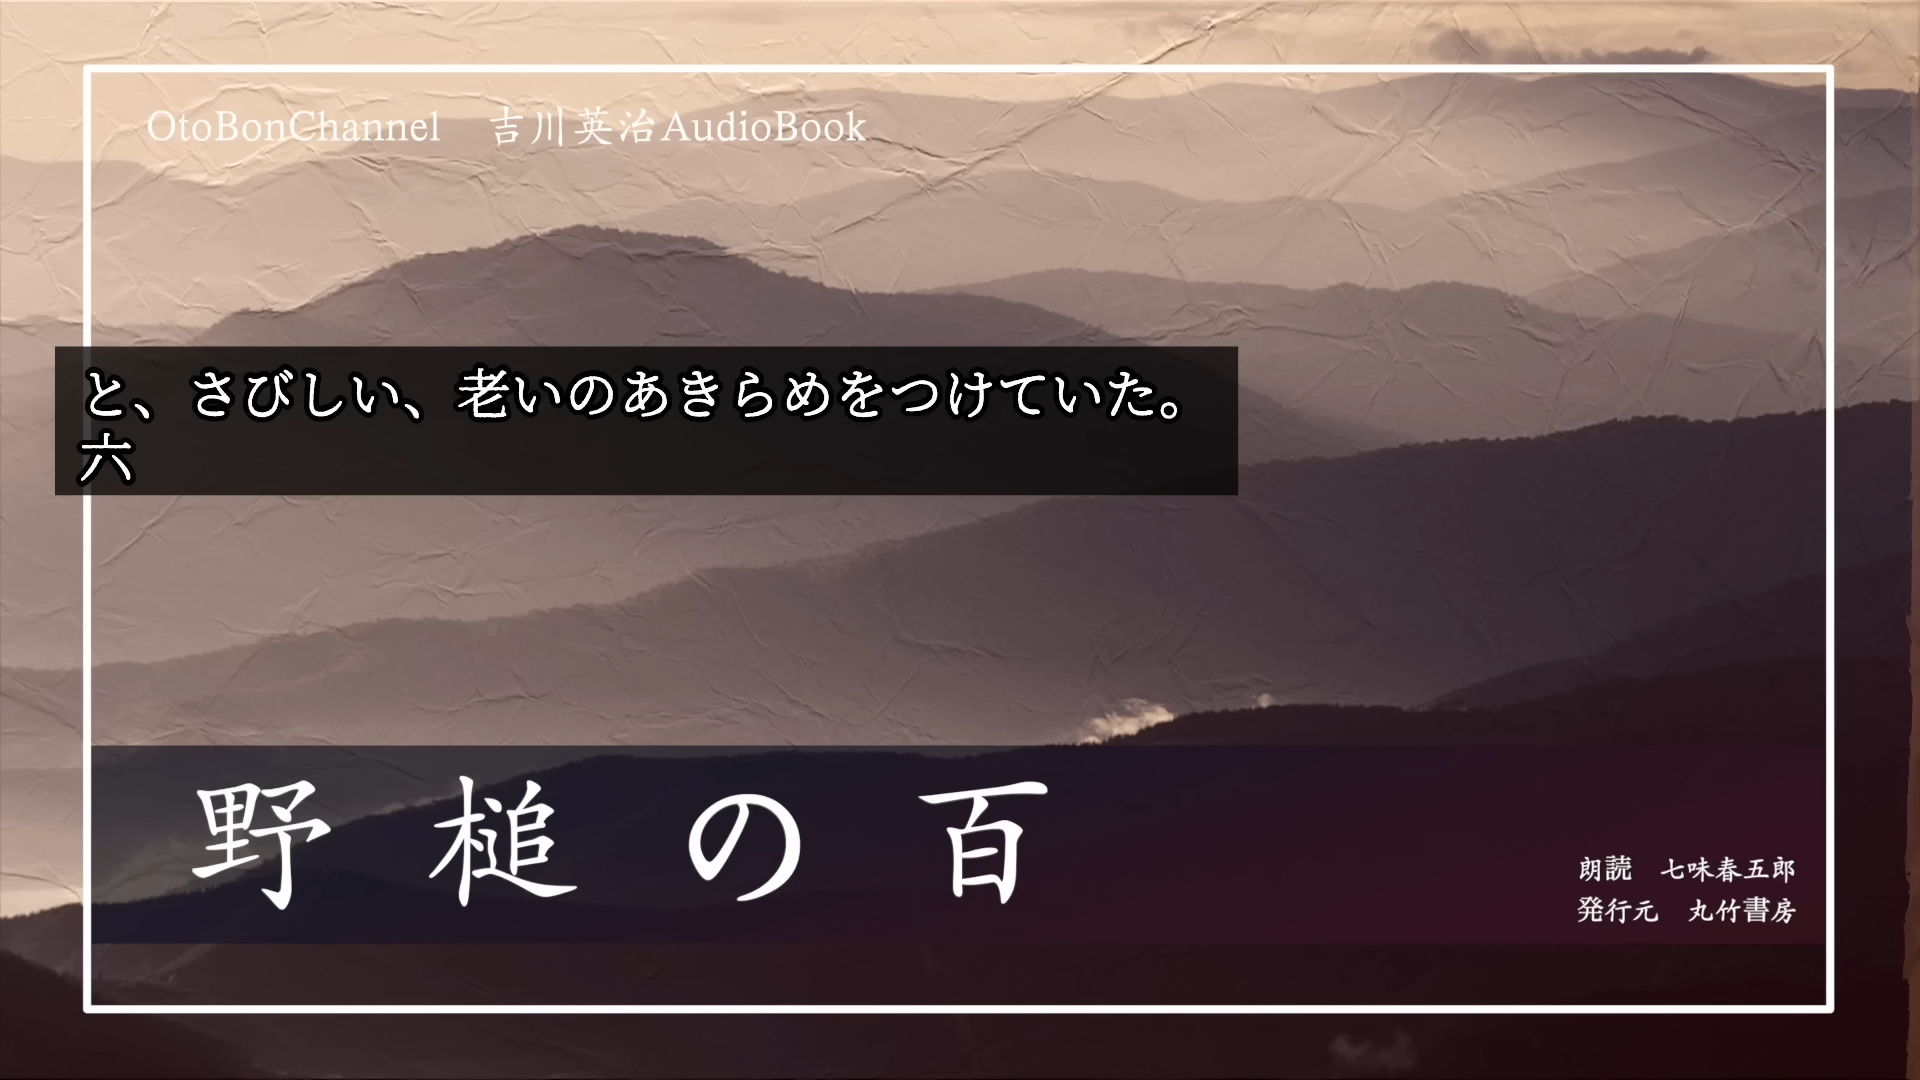 OtoBonChannel　吉川英治AudioBook
と、さびしい、老いのあきらめをつけていた。
六
野槌の百
朗読　七味春五郎
発行元　丸竹書房